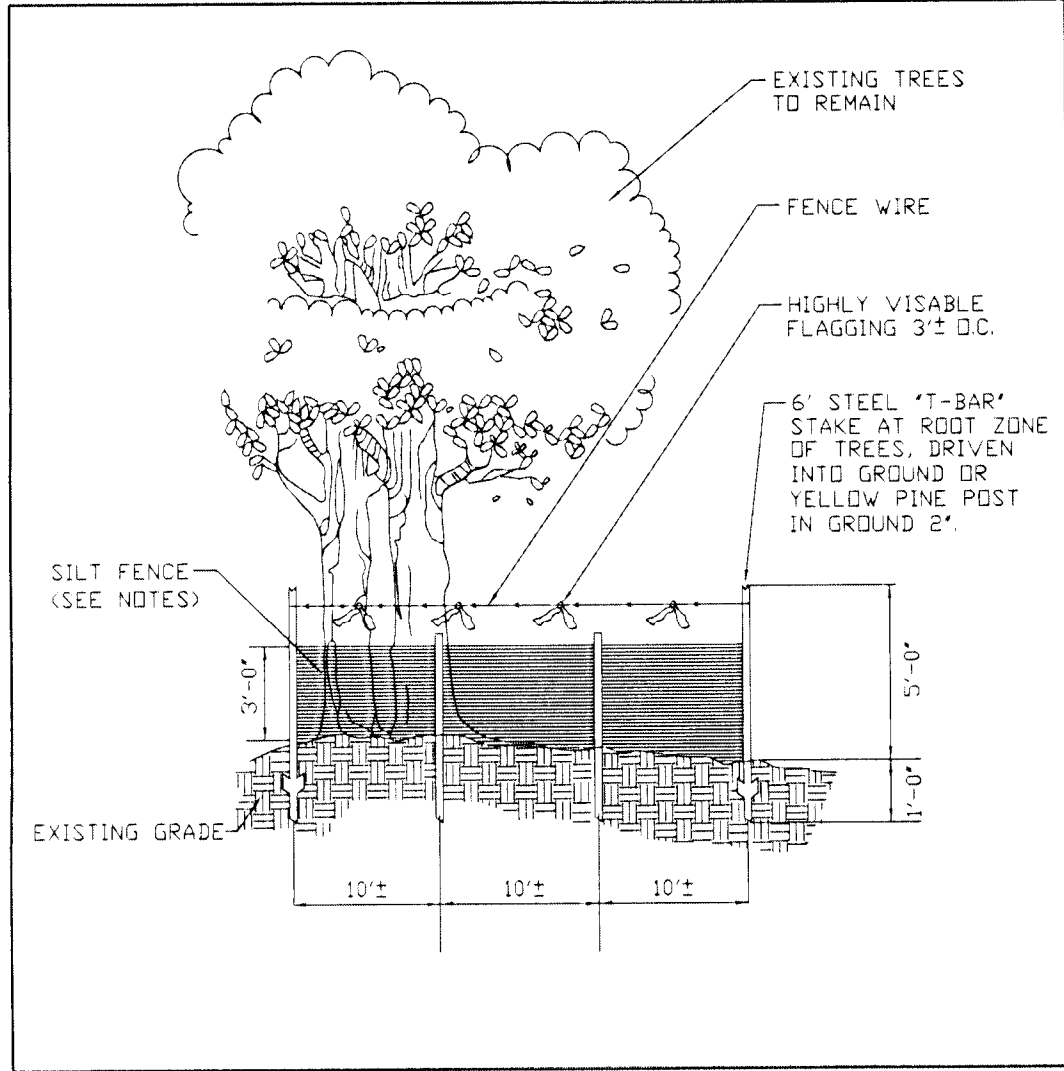 EXISTING TREES
TO REMAIN
FENCE WIRE
HIGHLY VISABLE
FLAGGING 3'± O.C.
6' STEEL "T-BAR"
STAKE AT ROOT ZONE
OF TREES, DRIVEN
INTO GROUND OR
YELLOW PINE POST
IN GROUND 2".
SILT FENCE
(SEE NOTES)
3'-0"
5'-0"
1'-0"
EXISTING GRADE
10'±
10'±
10'±